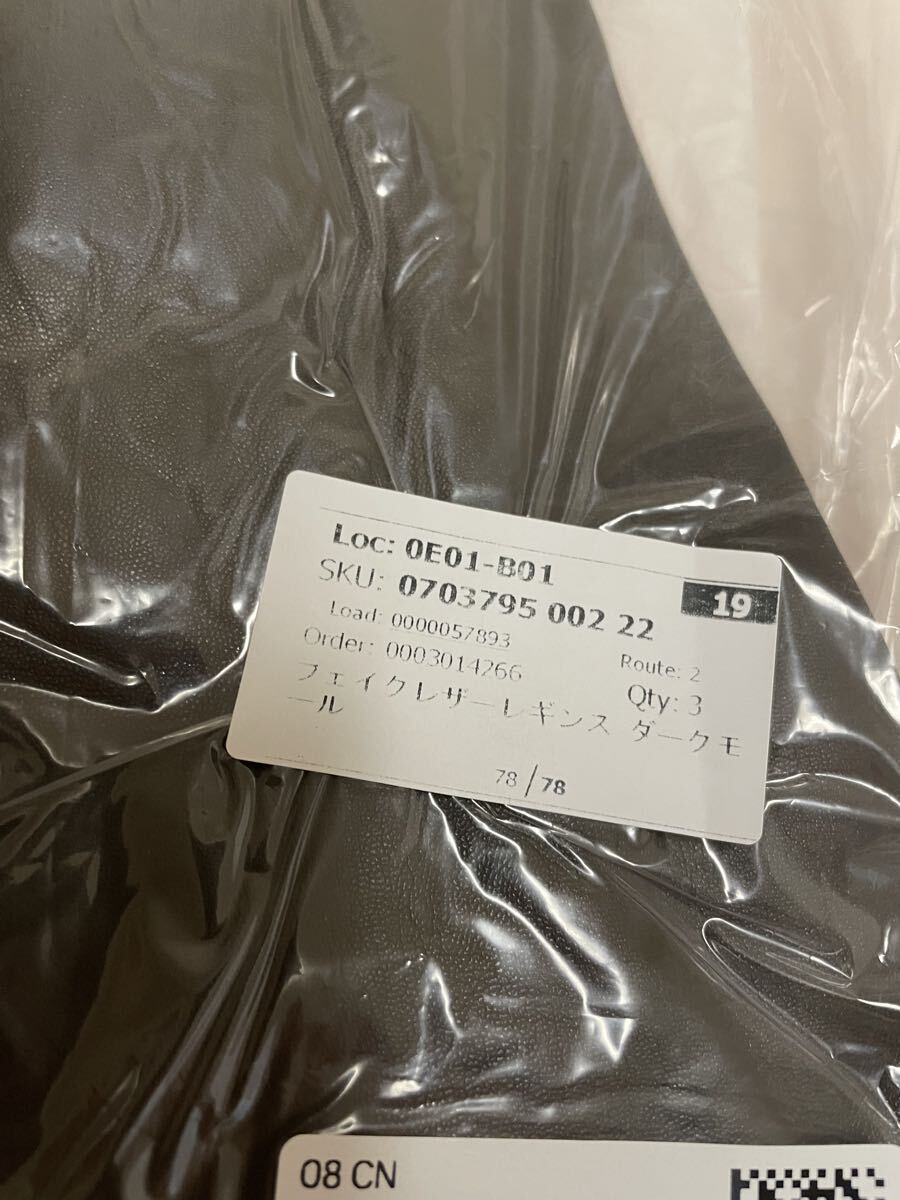 Loc: 0E01-B01
SKU: 0703795 002 22
19
Load: 0000057893
Route: 2
Order: 0003014266
Qty: 3
フェイクレザーレギンス ダークモ
ール
78/78
08 CN